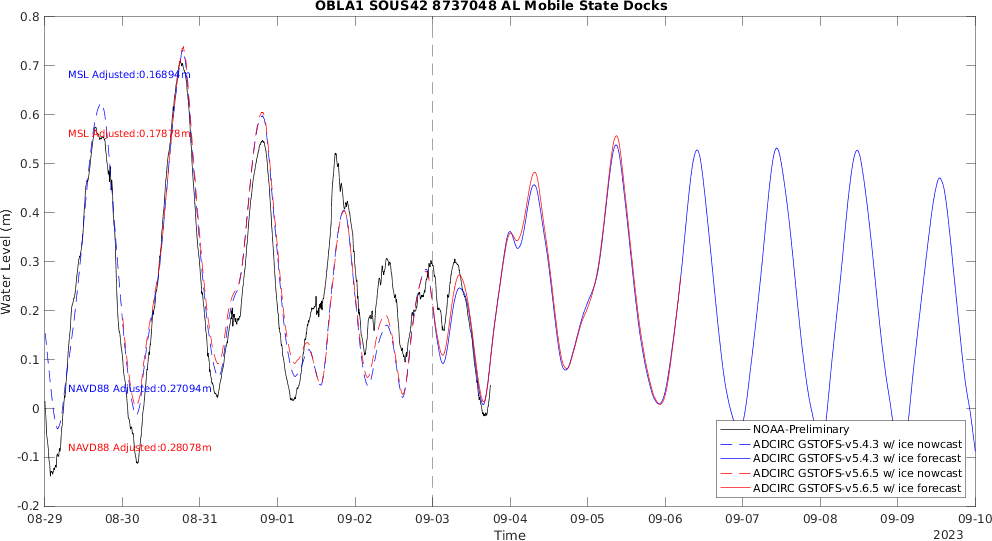 OBLA1 SOUS42 8737048 AL Mobile State Docks
Water Level (m)
0.8
0.7
0.6
0.5
0.4
0.3
0.2
0.1
0
-0.1
-0.2
MSL Adjusted:0.16894m
MSL Adjusted:0.17878m
NAVD88 Adjusted:0.27094m
NAVD88 Adjusted:0.28078m
NOAA-Preliminary
ADCIRC GSTOFS-v5.4.3 w/ ice nowcast
ADCIRC GSTOFS-v5.4.3 w/ ice forecast
ADCIRC GSTOFS-v5.6.5 w/ ice nowcast
ADCIRC GSTOFS-v5.6.5 w/ ice forecast
08-29 08-30 08-31 09-01 09-02 09-03 09-04 09-05 09-06 09-07 09-08 09-09 09-10
Time
2023